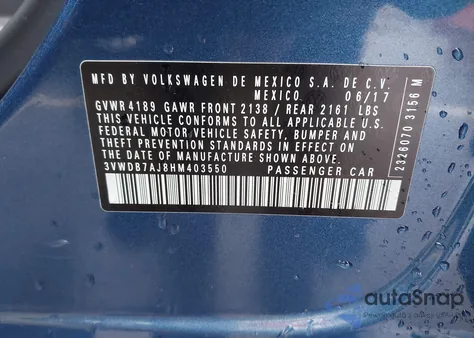 MFD BY VOLKSWAGEN DE MEXICO S.A. DE C.V.
MEXICO 06/17
GVWR 4189 GAWR FRONT 2138 / REAR 2161 LBS
THIS VEHICLE CONFORMS TO ALL APPLICABLE U.S.
FEDERAL MOTOR VEHICLE SAFETY, BUMPER AND
THEFT PREVENTION STANDARDS IN EFFECT ON
THE DATE OF MANUFACTURE SHOWN ABOVE
3VWDB7AJ8HM403550 PASSENGER CAR
2326070 3156 M
autoSnap